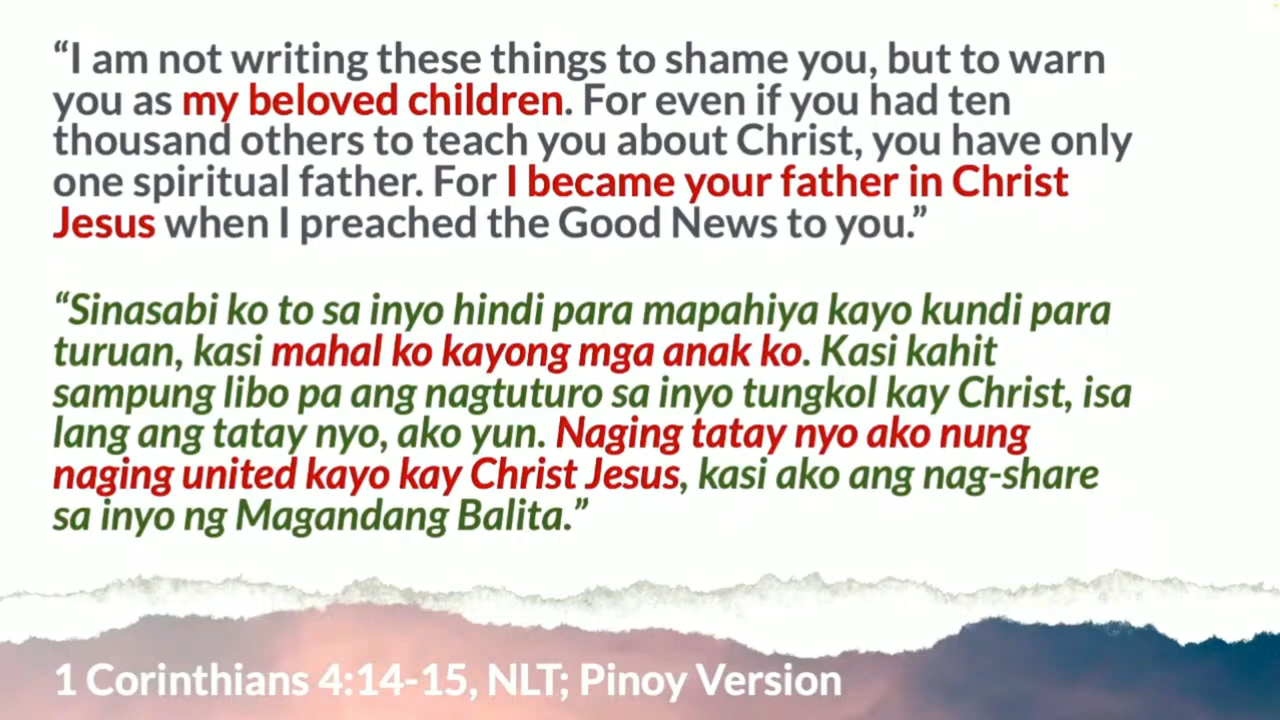 “I am not writing these things to shame you, but to warn
you as my beloved children. For even if you had ten
thousand others to teach you about Christ, you have only
one spiritual father. For I became your father in Christ
Jesus when I preached the Good News to you.”
“Sinasabi ko to sa inyo hindi para mapahiya kayo kundi para
turuan, kasi mahal ko kayong mga anak ko. Kasi kahit
sampung libo pa ang nagtuturo sa inyo tungkol kay Christ, isa
lang ang tatay nyo, ako yun. Naging tatay nyo ako nung
naging united kayo kay Christ Jesus, kasi ako ang nag-share
sa inyo ng Magandang Balita.”
1 Corinthians 4:14-15, NLT; Pinoy Version